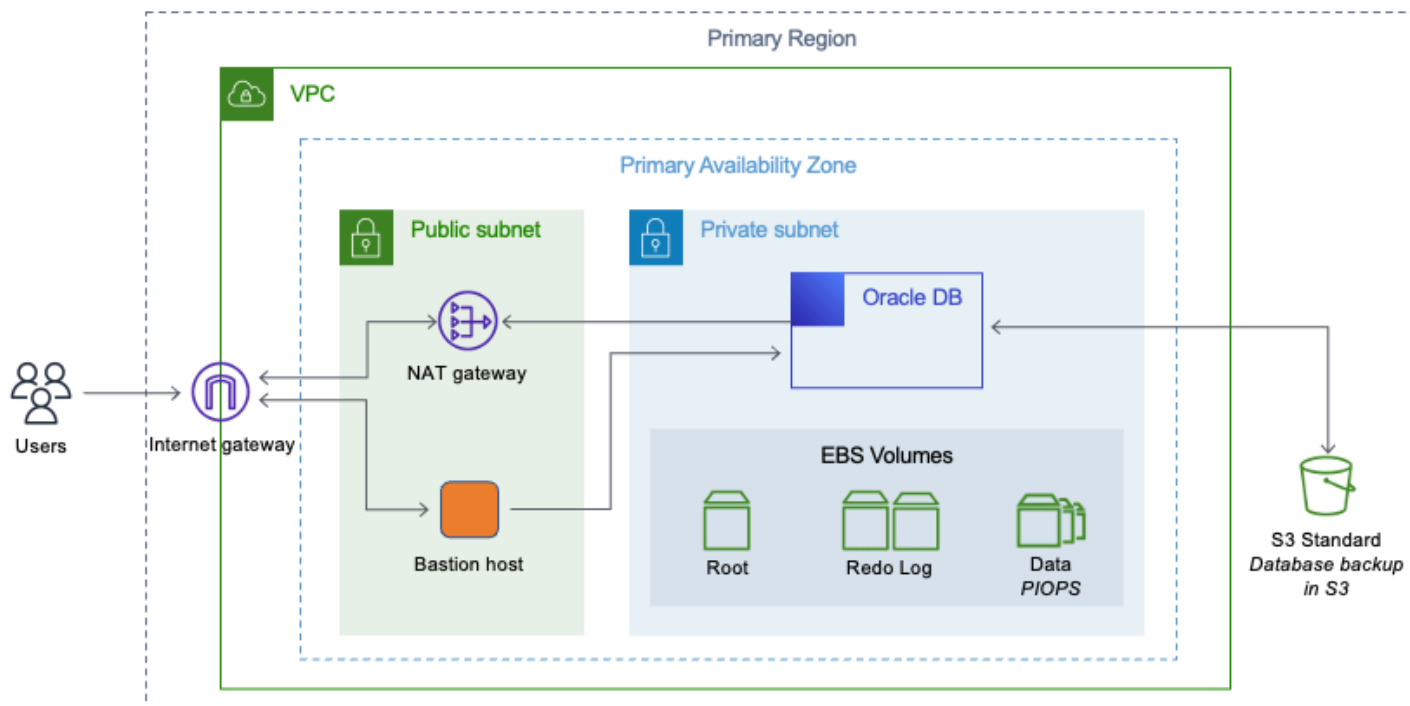 Primary Region
VPC
Primary Availability Zone
Public subnet
Private subnet
Oracle DB
NAT gateway
Users
Internet gateway
EBS Volumes
Bastion host
Root
Redo Log
Data
PIOPS
S3 Standard
Database backup
in S3